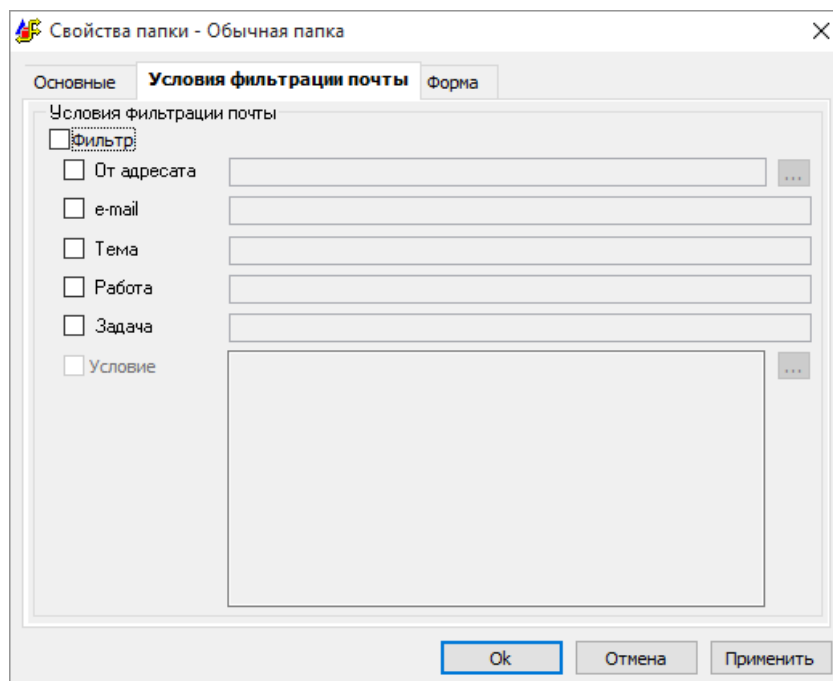 Свойства папки - Обычная папка
Основные Условия фильтрации почты Форма
Условия фильтрации почты
Фильтр
От адресата ...
e-mail
Тема
Работа
Задача
Условие ...
Ok Отмена Применить